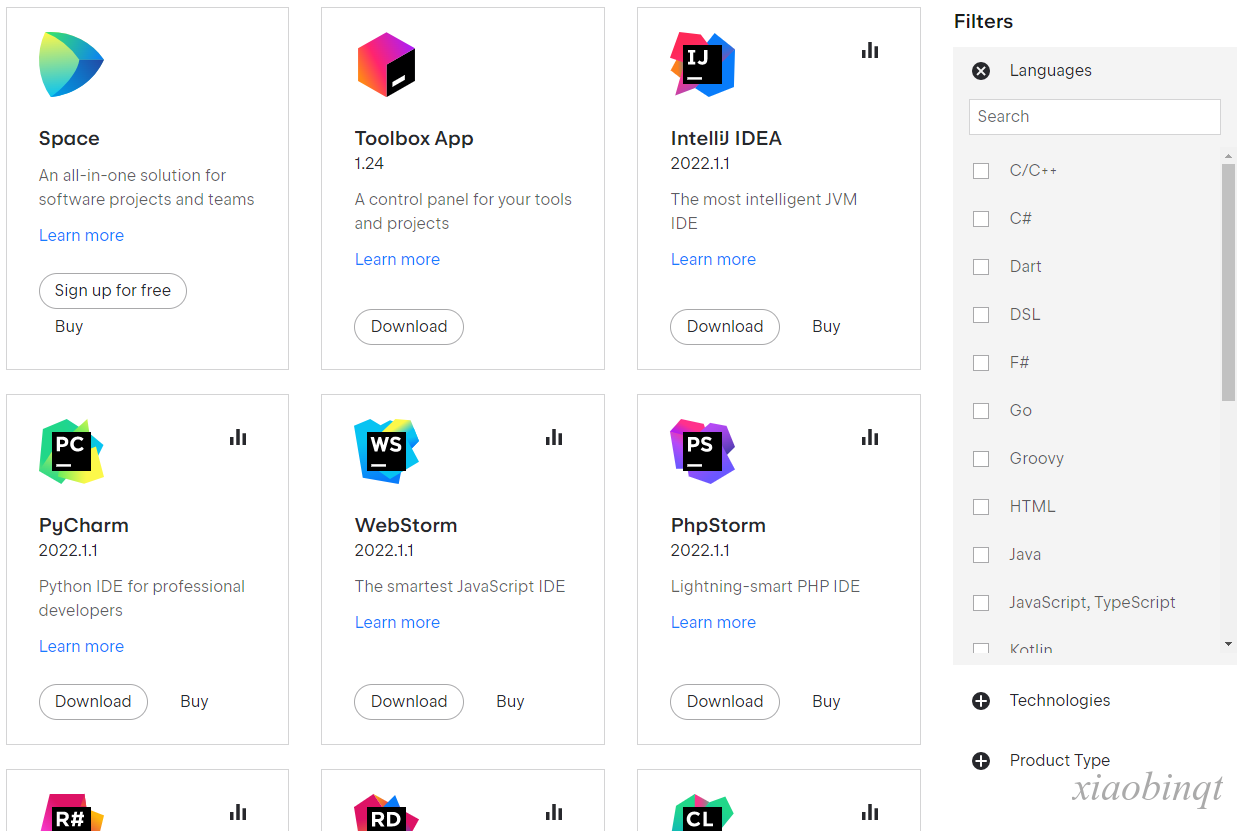 Space
An all-in-one solution for
software projects and teams
Learn more
Sign up for free
Buy
Toolbox App
1.24
A control panel for your tools
and projects
Learn more
Download
IJ
IntelliJ IDEA
2022.1.1
The most intelligent JVM
IDE
Learn more
Download
Buy
PC
PyCharm
2022.1.1
Python IDE for professional
developers
Learn more
Download
Buy
WS
WebStorm
2022.1.1
The smartest JavaScript IDE
Learn more
Download
Buy
PS
PhpStorm
2022.1.1
Lightning-smart PHP IDE
Learn more
Download
Buy
R#
RD
CL
Filters
Languages
Search
C/C++
C#
Dart
DSL
F#
Go
Groovy
HTML
Java
JavaScript, TypeScript
Kotlin
Technologies
Product Type
xiaobinqt